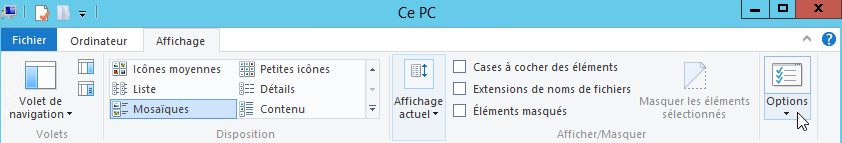 Ce PC
Fichier
Ordinateur
Affichage
Volet de
navigation
Volets
Icônes moyennes
Petites icônes
Liste
Détails
Mosaïques
Contenu
Disposition
Affichage
actuel
Cases à cocher des éléments
Extensions de noms de fichiers
Éléments masqués
Masquer les éléments
sélectionnés
Afficher/Masquer
Options